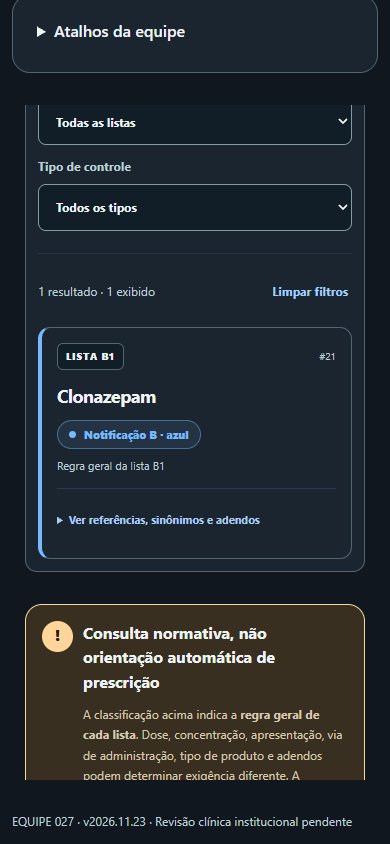 Atalhos da equipe
Todas as listas
Tipo de controle
Todos os tipos
1 resultado · 1 exibido
Limpar filtros
LISTA B1
#21
Clonazepam
Notificação B · azul
Regra geral da lista B1
Ver referências, sinônimos e adendos
!
Consulta normativa, não
orientação automática de
prescrição
A classificação acima indica a regra geral de
cada lista. Dose, concentração, apresentação, via
de administração, tipo de produto e adendos
podem determinar exigência diferente. A
EQUIPE 027 · v2026.11.23 · Revisão clínica institucional pendente